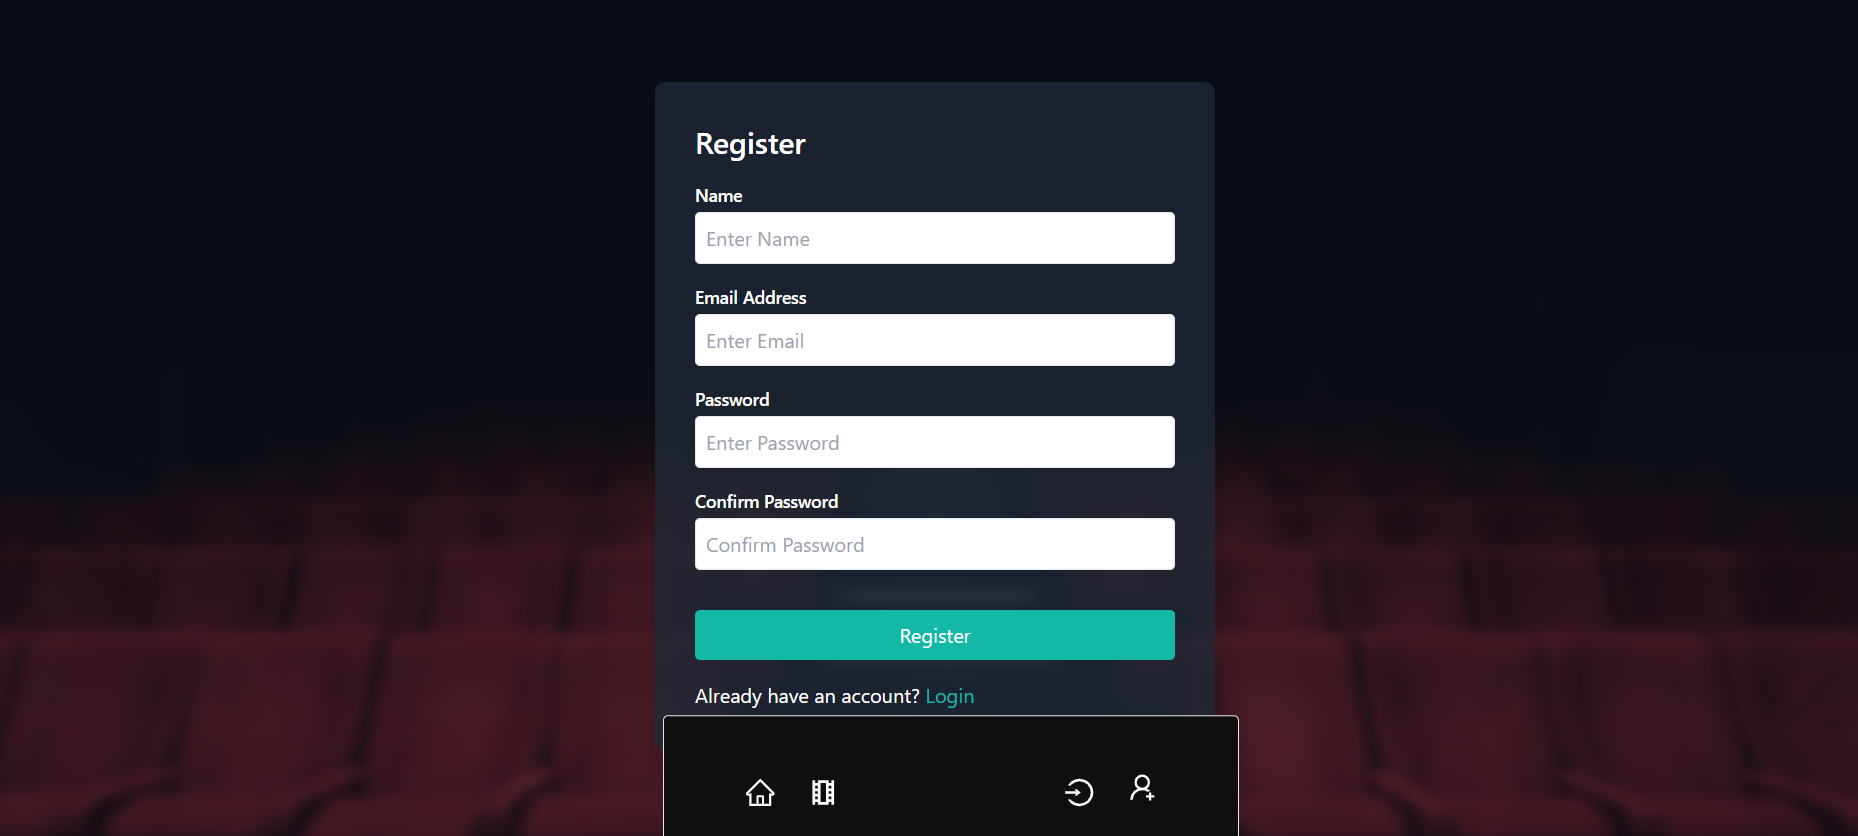 Register
Name
Enter Name
Email Address
Enter Email
Password
Enter Password
Confirm Password
Confirm Password
Register
Already have an account? Login